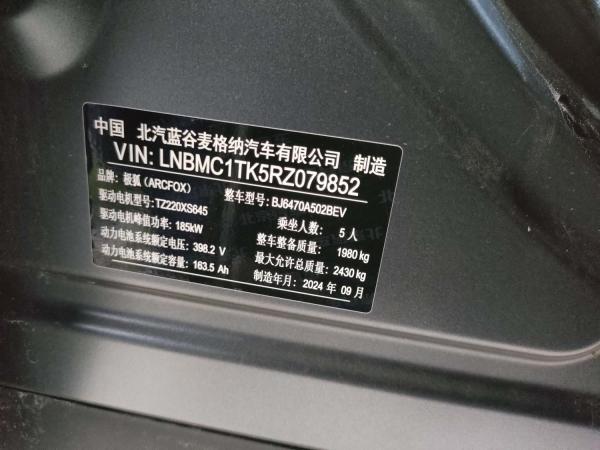 中国 北汽蓝谷麦格纳汽车有限公司 制造
VIN: LNBMC1TK5RZ079852
品牌: 极狐 (ARCFOX) 整车型号: BJ6470A502BEV
驱动电机型号: TZ220XS645 乘坐人数: 5 人
驱动电机峰值功率: 185kW 整车整备质量: 1980 kg
动力电池系统额定电压: 398.2 V 最大允许总质量: 2430 kg
动力电池系统额定容量: 163.5 Ah 制造年月: 2024 年 09 月